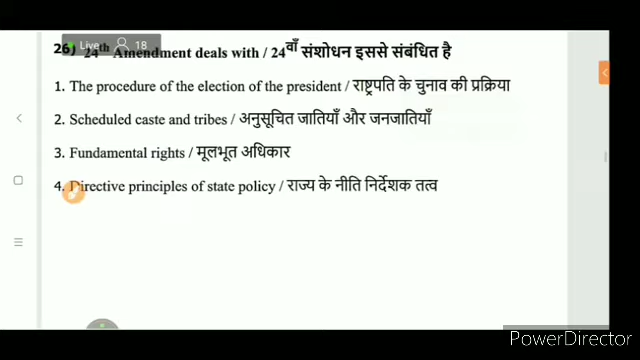 26) 24th Amendment deals with / 24वाँ संशोधन इससे संबंधित है
Live 18
1. The procedure of the election of the president / राष्ट्रपति के चुनाव की प्रक्रिया
2. Scheduled caste and tribes / अनुसूचित जातियाँ और जनजातियाँ
3. Fundamental rights / मूलभूत अधिकार
4. Directive principles of state policy / राज्य के नीति निर्देशक तत्व
PowerDirector